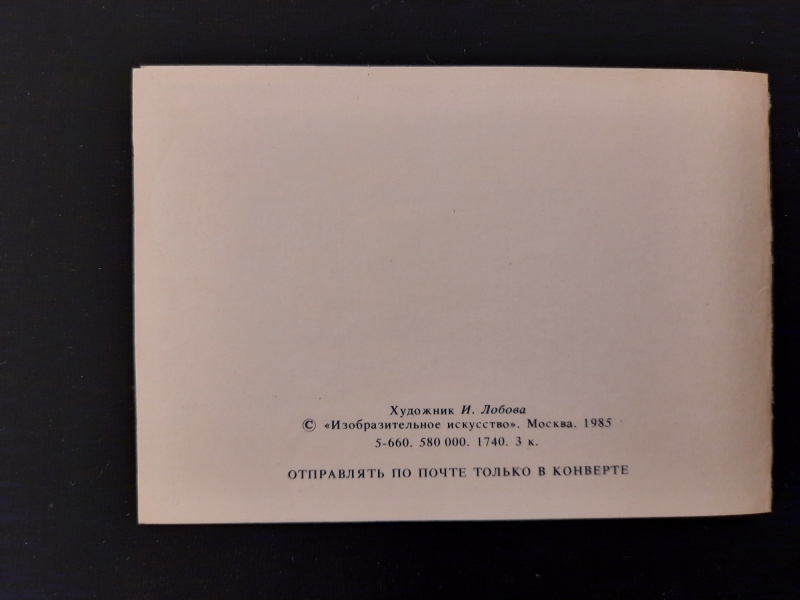 Художник И. Лобова
© «Изобразительное искусство». Москва. 1985
5-660. 580 000. 1740. 3 к.
ОТПРАВЛЯТЬ ПО ПОЧТЕ ТОЛЬКО В КОНВЕРТЕ